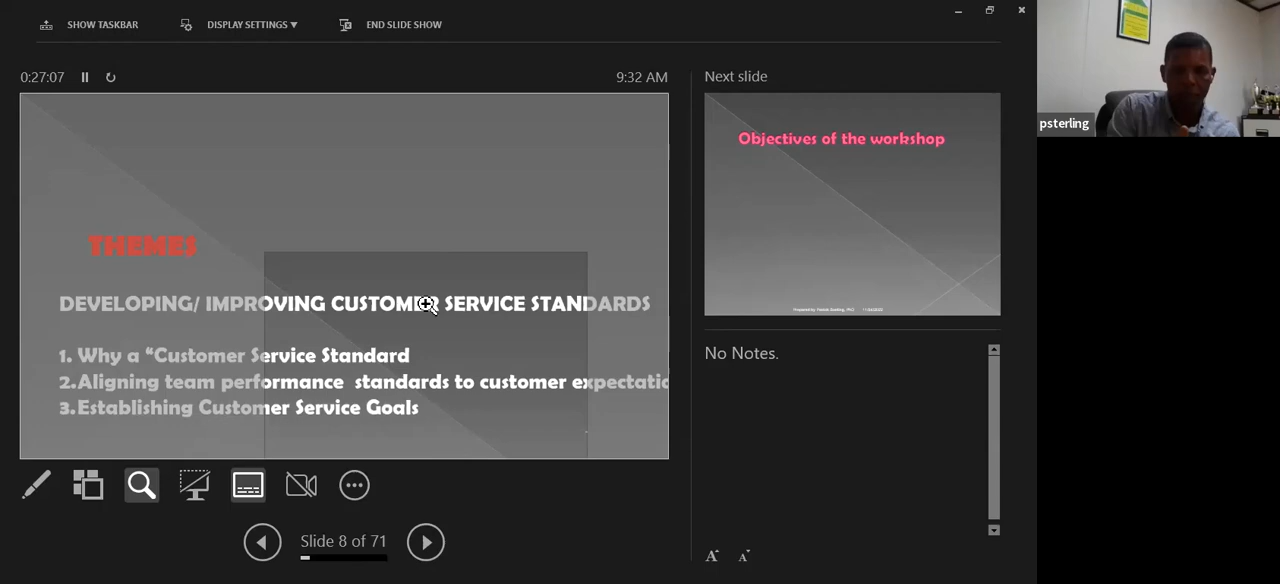 SHOW TASKBAR
DISPLAY SETTINGS ▼
END SLIDE SHOW
0:27:07
9:32 AM
Next slide
THEMES
DEVELOPING/ IMPROVING CUSTOMER SERVICE STANDARDS
1. Why a “Customer Service Standard
2.Aligning team performance standards to customer expectatio
3.Establishing Customer Service Goals
Objectives of the workshop
No Notes.
Slide 8 of 71
A A
psterling